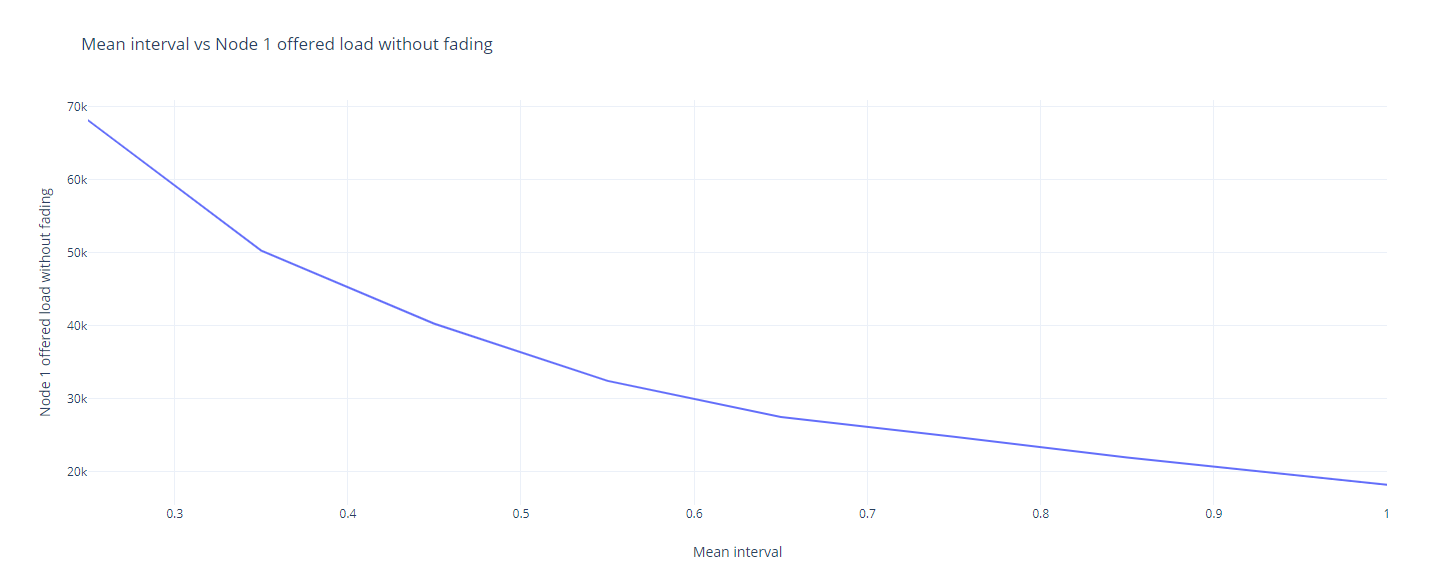 Mean interval vs Node 1 offered load without fading
Node 1 offered load without fading
70k
60k
50k
40k
30k
20k
0.3 0.4 0.5 0.6 0.7 0.8 0.9 1
Mean interval